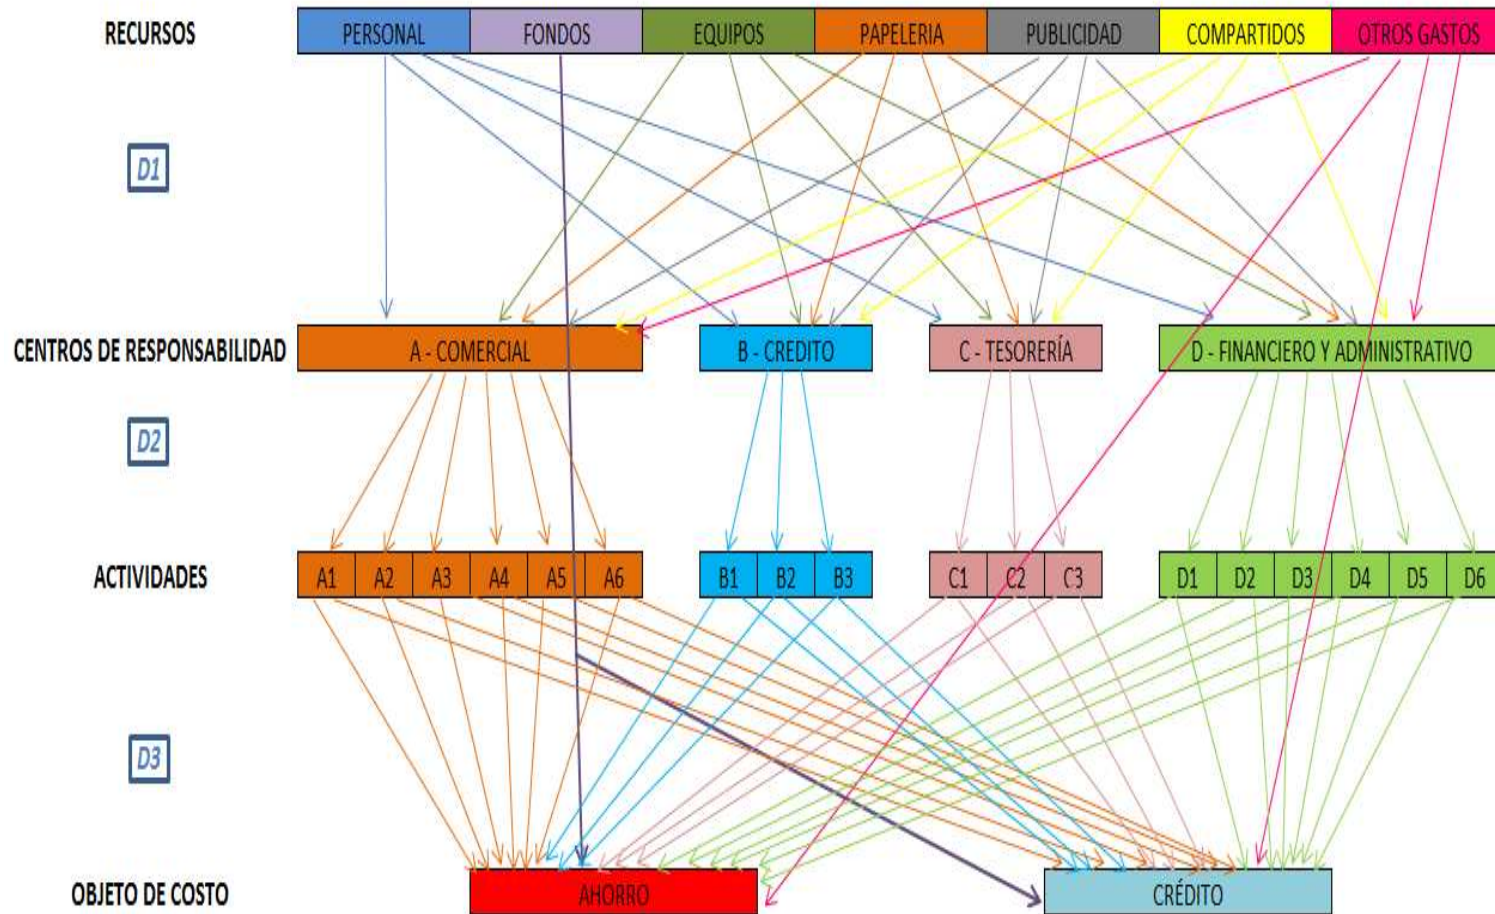 RECURSOS PERSONAL FONDOS EQUIPOS PAPELERIA PUBLICIDAD COMPARTIDOS OTROS GASTOS
D1
CENTROS DE RESPONSABILIDAD A - COMERCIAL B - CREDITO C - TESORERÍA D - FINANCIERO Y ADMINISTRATIVO
D2
ACTIVIDADES A1 A2 A3 A4 A5 A6 B1 B2 B3 C1 C2 C3 D1 D2 D3 D4 D5 D6
D3
OBJETO DE COSTO AHORRO CRÉDITO